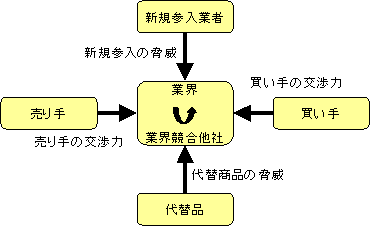 新規参入業者
新規参入の脅威
業界
買い手の交渉力
売り手
買い手
売り手の交渉力
業界競合他社
代替商品の脅威
代替品